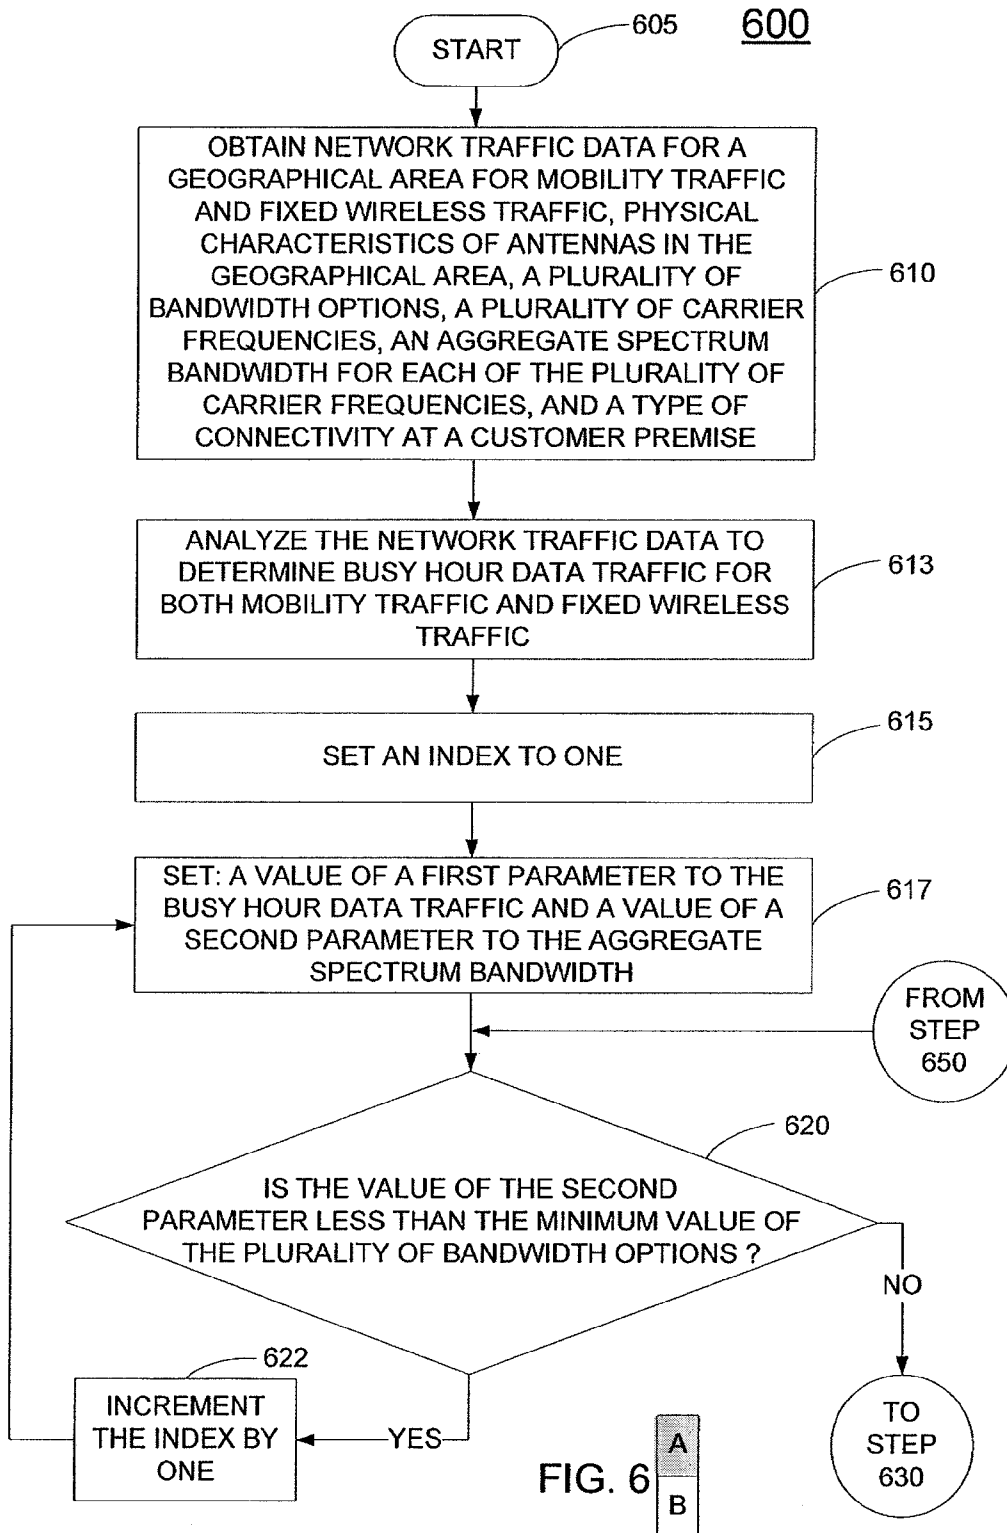 600
START
605
OBTAIN NETWORK TRAFFIC DATA FOR A
GEOGRAPHICAL AREA FOR MOBILITY TRAFFIC
AND FIXED WIRELESS TRAFFIC, PHYSICAL
CHARACTERISTICS OF ANTENNAS IN THE
GEOGRAPHICAL AREA, A PLURALITY OF
BANDWIDTH OPTIONS, A PLURALITY OF CARRIER
FREQUENCIES, AN AGGREGATE SPECTRUM
BANDWIDTH FOR EACH OF THE PLURALITY OF
CARRIER FREQUENCIES, AND A TYPE OF
CONNECTIVITY AT A CUSTOMER PREMISE
610
ANALYZE THE NETWORK TRAFFIC DATA TO
DETERMINE BUSY HOUR DATA TRAFFIC FOR
BOTH MOBILITY TRAFFIC AND FIXED WIRELESS
TRAFFIC
613
SET AN INDEX TO ONE
615
SET: A VALUE OF A FIRST PARAMETER TO THE
BUSY HOUR DATA TRAFFIC AND A VALUE OF A
SECOND PARAMETER TO THE AGGREGATE
SPECTRUM BANDWIDTH
617
FROM
STEP
650
IS THE VALUE OF THE SECOND
PARAMETER LESS THAN THE MINIMUM VALUE OF
THE PLURALITY OF BANDWIDTH OPTIONS ?
620
NO
YES
INCREMENT
THE INDEX BY
ONE
622
TO
STEP
630
FIG. 6
A
B